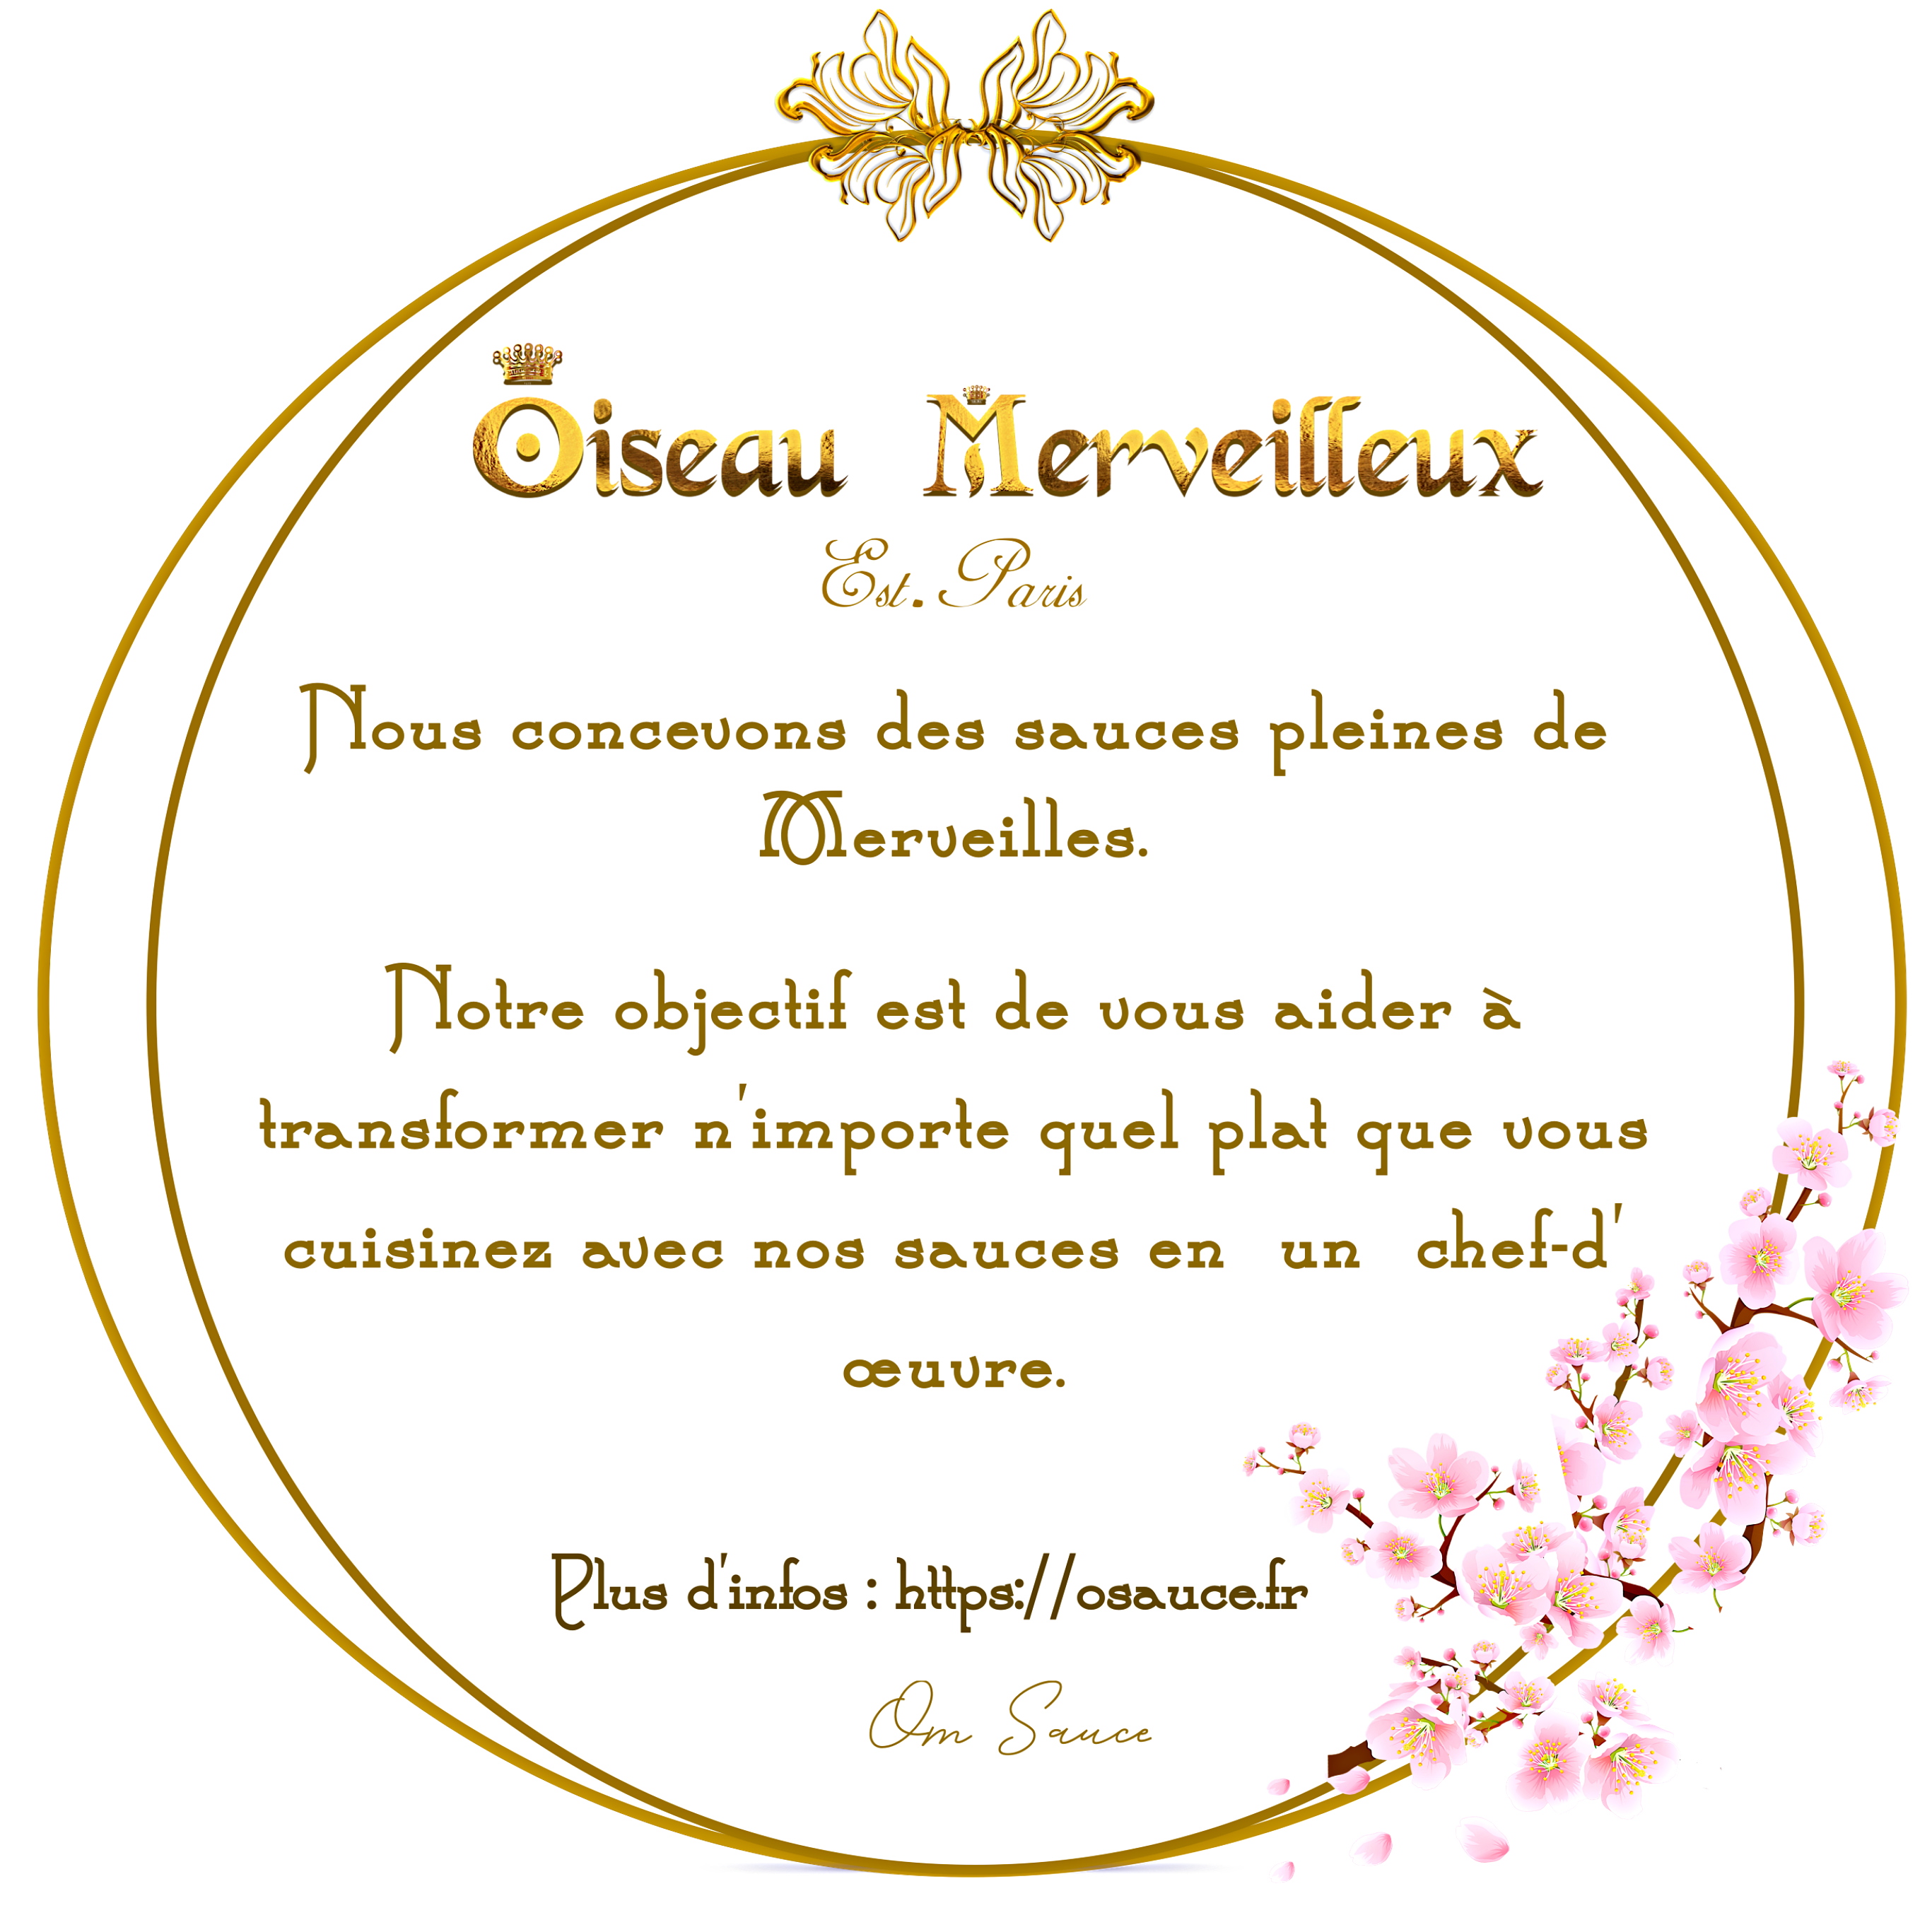 Oiseau Merveilleux
Est. Paris
Nous concevons des sauces pleines de
Merveilles.
Notre objectif est de vous aider à
transformer n'importe quel plat que vous
cuisinez avec nos sauces en un chef-d'
œuvre.
Plus d'infos : https://osauce.fr
Om Sauce